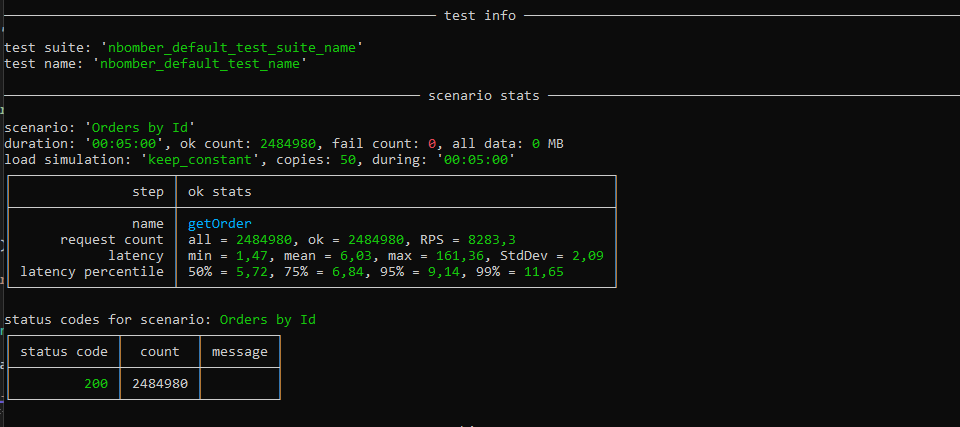 test info
test suite: 'nbomber_default_test_suite_name'
test name: 'nbomber_default_test_name'
scenario stats
scenario: 'Orders by Id'
duration: '00:05:00', ok count: 2484980, fail count: 0, all data: 0 MB
load simulation: 'keep_constant', copies: 50, during: '00:05:00'
step ok stats
name getOrder
request count all = 2484980, ok = 2484980, RPS = 8283,3
latency min = 1,47, mean = 6,03, max = 161,36, StdDev = 2,09
latency percentile 50% = 5,72, 75% = 6,84, 95% = 9,14, 99% = 11,65
status codes for scenario: Orders by Id
status code count message
200 2484980